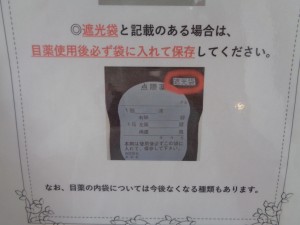 ◎遮光袋と記載のある場合は、
目薬使用後必ず袋に入れて保存してください。
遮光袋
点眼薬
なお、目薬の内袋については今後なくなる種類もあります。